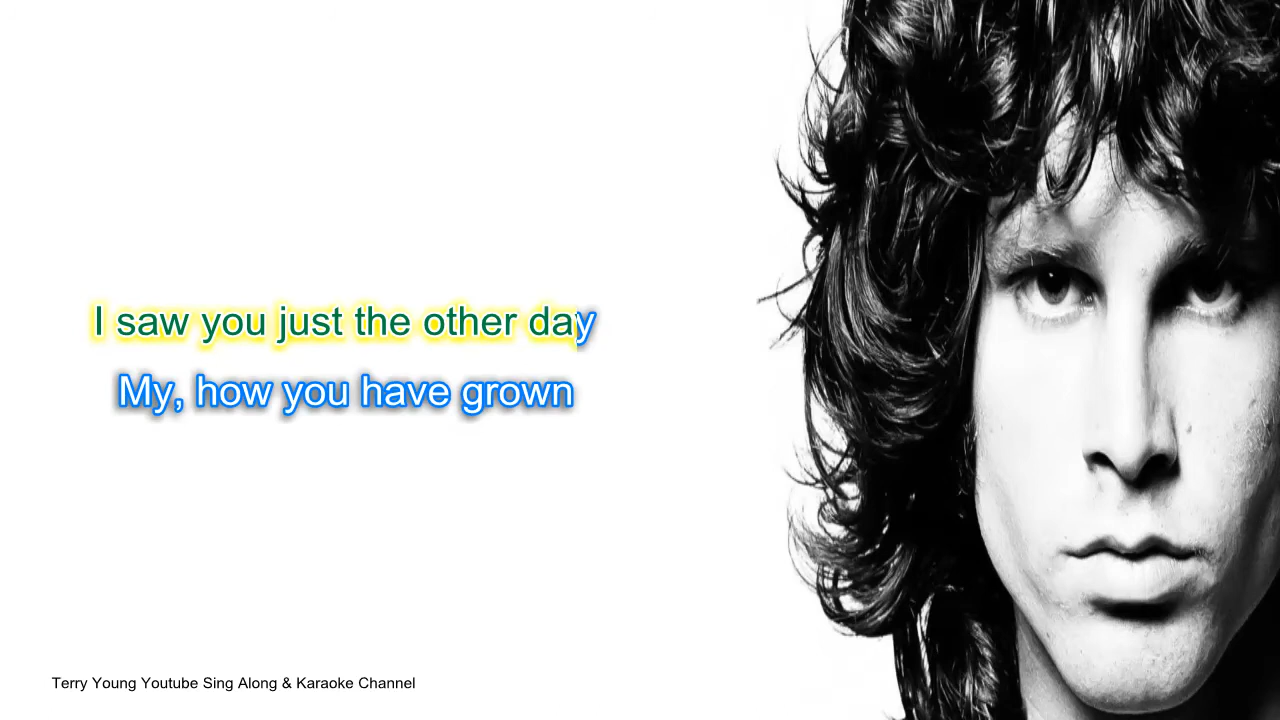 I saw you just the other day
My, how you have grown
Terry Young Youtube Sing Along & Karaoke Channel